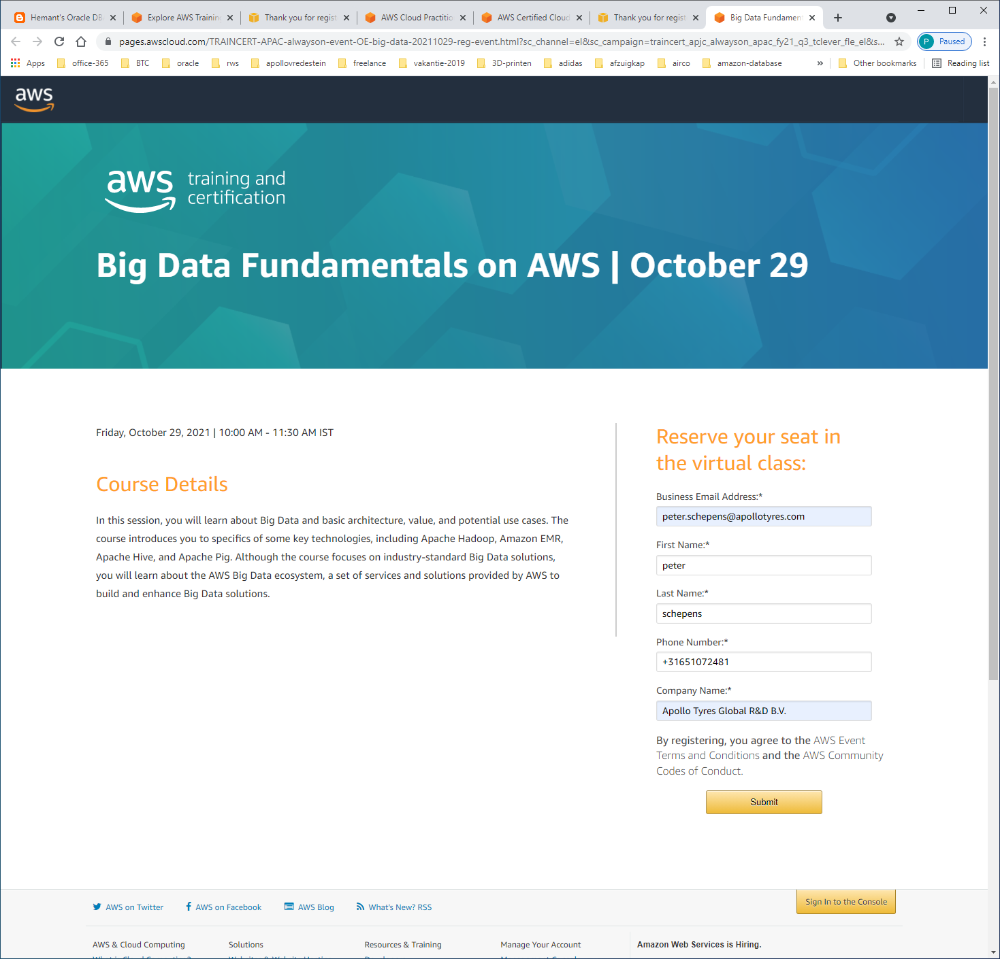 Hemant's Oracle DBA
Explore AWS Training
Thank you for regist
AWS Cloud Practitio
AWS Certified Cloud
Thank you for regist
Big Data Fundament
pages.awscloud.com/TRAINCERT-APAC-alwayson-event-OE-big-data-20211029-reg-event.html?sc_channel=el&sc_campaign=traincert_apjc_alwayson_apac_fy21_q3_tclever_fle_el&s...
P Paused
Apps
office-365
BTC
oracle
rws
apollovredestein
freelance
vakantie-2019
3D-printen
adidas
afzuigkap
airco
amazon-database
»
Other bookmarks
Reading list
aws
aws training and
certification
Big Data Fundamentals on AWS | October 29
Friday, October 29, 2021 | 10:00 AM - 11:30 AM IST
Course Details
In this session, you will learn about Big Data and basic architecture, value, and potential use cases. The
course introduces you to specifics of some key technologies, including Apache Hadoop, Amazon EMR,
Apache Hive, and Apache Pig. Although the course focuses on industry-standard Big Data solutions,
you will learn about the AWS Big Data ecosystem, a set of services and solutions provided by AWS to
build and enhance Big Data solutions.
Reserve your seat in
the virtual class:
Business Email Address:*
peter.schepens@apollotyres.com
First Name:*
peter
Last Name:*
schepens
Phone Number:*
+31651072481
Company Name:*
Apollo Tyres Global R&D B.V.
By registering, you agree to the AWS Event
Terms and Conditions and the AWS Community
Codes of Conduct.
Submit
AWS on Twitter
AWS on Facebook
AWS Blog
What's New? RSS
Sign In to the Console
AWS & Cloud Computing
Solutions
Resources & Training
Manage Your Account
Amazon Web Services is Hiring.